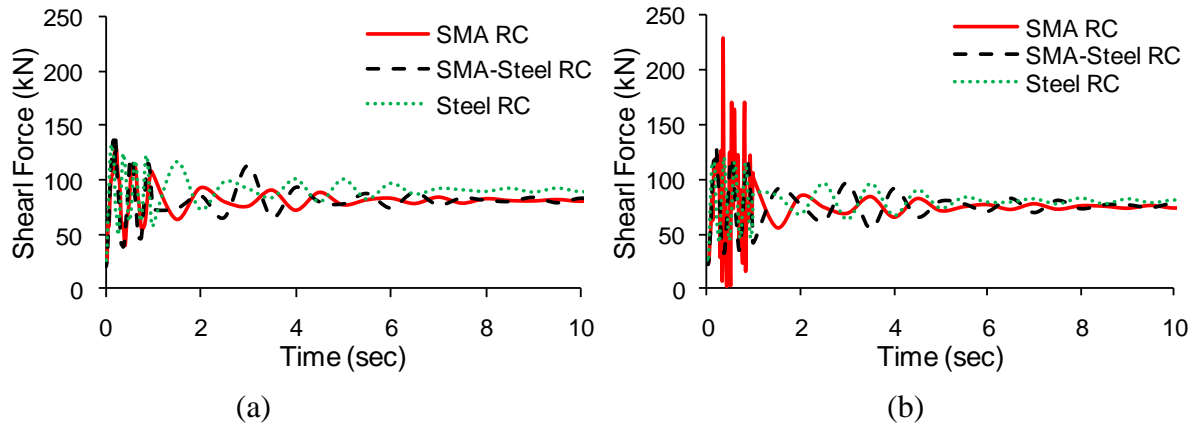 250
200
150
100
50
0
Shearl Force (kN)
SMA RC
SMA-Steel RC
Steel RC
0 2 4 6 8 10
Time (sec)
(a)
250
200
150
100
50
0
Shearl Force (kN)
SMA RC
SMA-Steel RC
Steel RC
0 2 4 6 8 10
Time (sec)
(b)